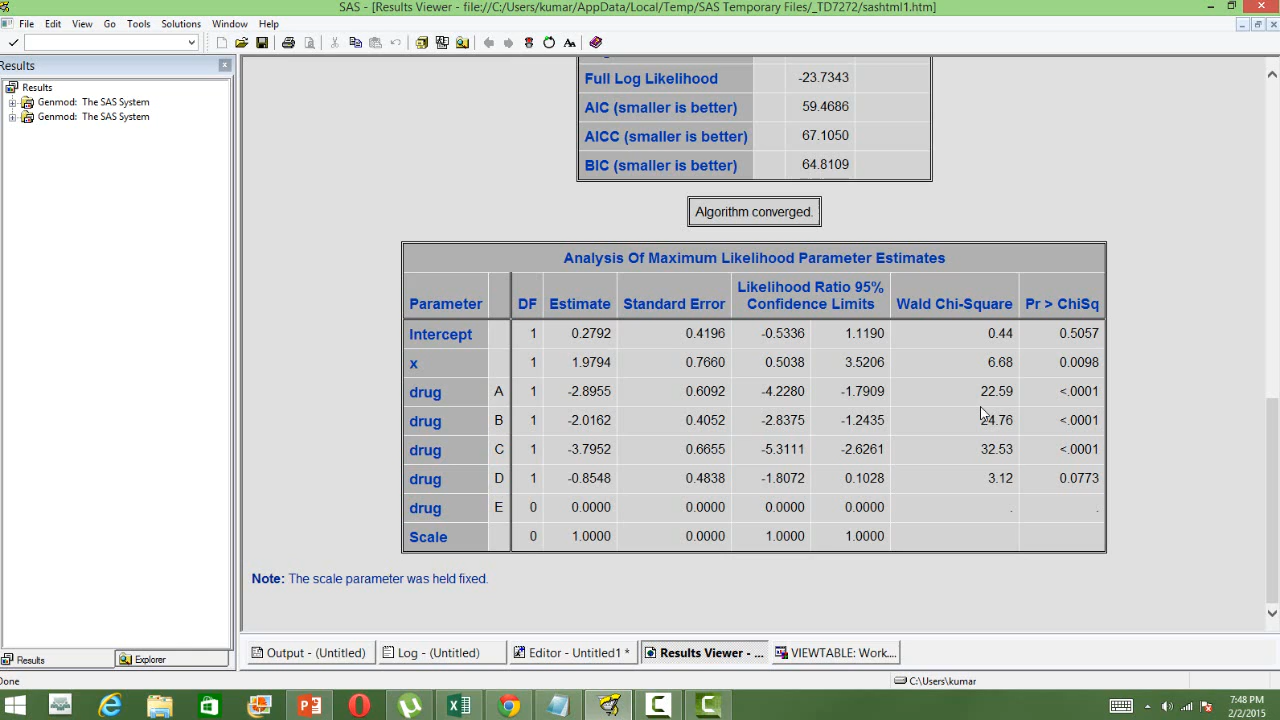 SAS - [Results Viewer - file://C:/Users/kumar/AppData/Local/Temp/SAS Temporary Files/_TD7272/sashtml1.htm]
File Edit View Go Tools Solutions Window Help
Results
Results
Genmod: The SAS System
Genmod: The SAS System
Full Log Likelihood -23.7343
AIC (smaller is better) 59.4686
AICC (smaller is better) 67.1050
BIC (smaller is better) 64.8109
Algorithm converged.
Analysis Of Maximum Likelihood Parameter Estimates
Parameter DF Estimate Standard Error Likelihood Ratio 95% Confidence Limits Wald Chi-Square Pr > ChiSq
Intercept 1 0.2792 0.4196 -0.5336 1.1190 0.44 0.5057
x 1 1.9794 0.7660 0.5038 3.5206 6.68 0.0098
drug A 1 -2.8955 0.6092 -4.2280 -1.7909 22.59 <.0001
drug B 1 -2.0162 0.4052 -2.8375 -1.2435 24.76 <.0001
drug C 1 -3.7952 0.6655 -5.3111 -2.6261 32.53 <.0001
drug D 1 -0.8548 0.4838 -1.8072 0.1028 3.12 0.0773
drug E 0 0.0000 0.0000 0.0000 0.0000 . .
Scale 0 1.0000 0.0000 1.0000 1.0000
Note: The scale parameter was held fixed.
Results Explorer
Output - (Untitled) Log - (Untitled) Editor - Untitled1 * Results Viewer - ... VIEWTABLE: Work...
Done C:\Users\kumar
7:48 PM
2/2/2015